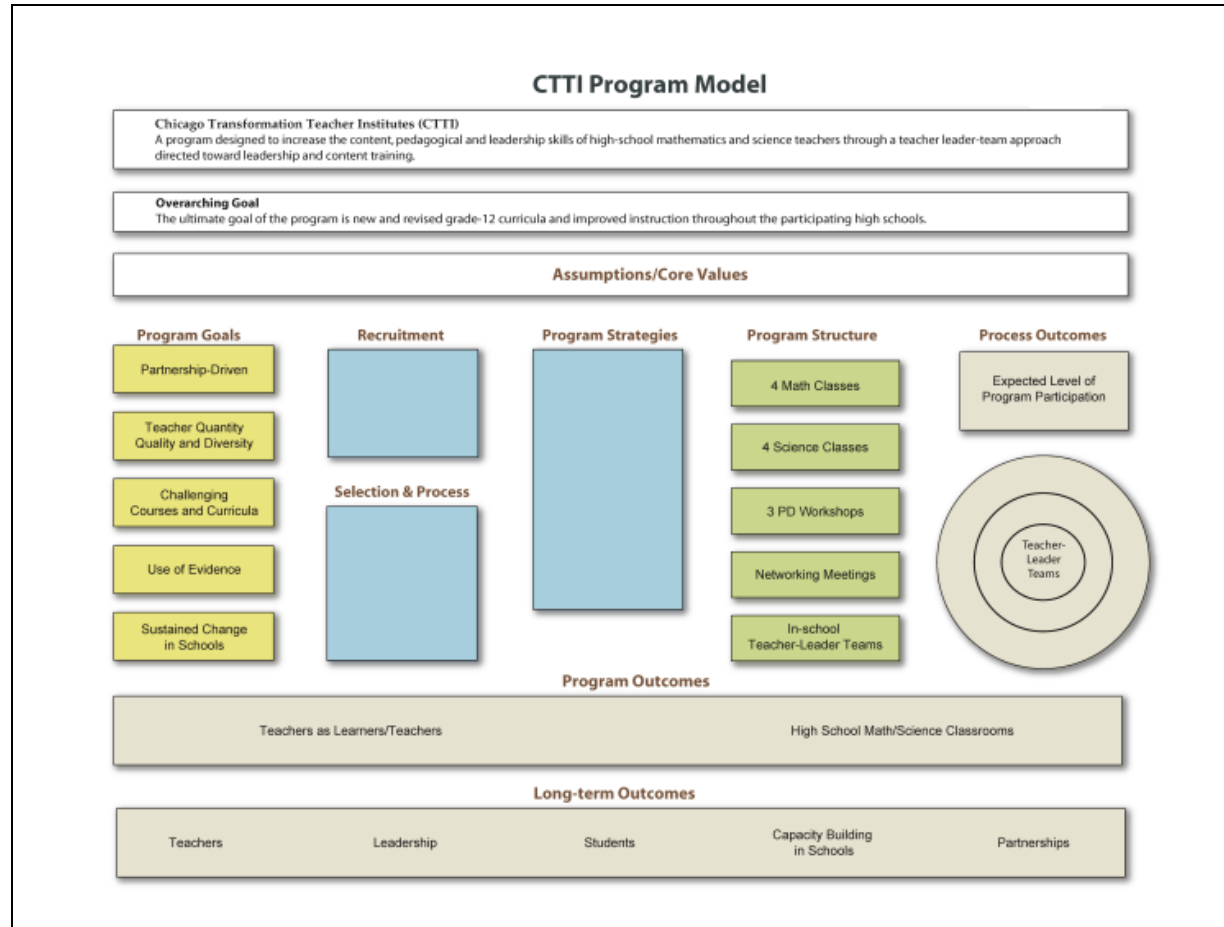 CTTI Program Model
Chicago Transformation Teacher Institutes (CTTI)
A program designed to increase the content, pedagogical and leadership skills of high-school mathematics and science teachers through a teacher leader-team approach
directed toward leadership and content training.
Overarching Goal
The ultimate goal of the program is new and revised grade-12 curricula and improved instruction throughout the participating high schools.
Assumptions/Core Values
Program Goals
Partnership-Driven
Teacher Quantity
Quality and Diversity
Challenging
Courses and Curricula
Use of Evidence
Sustained Change
in Schools
Recruitment
Selection & Process
Program Strategies
Program Structure
4 Math Classes
4 Science Classes
3 PD Workshops
Networking Meetings
In-school
Teacher-Leader Teams
Process Outcomes
Expected Level of
Program Participation
Teacher-
Leader
Teams
Program Outcomes
Teachers as Learners/Teachers
High School Math/Science Classrooms
Long-term Outcomes
Teachers
Leadership
Students
Capacity Building
in Schools
Partnerships